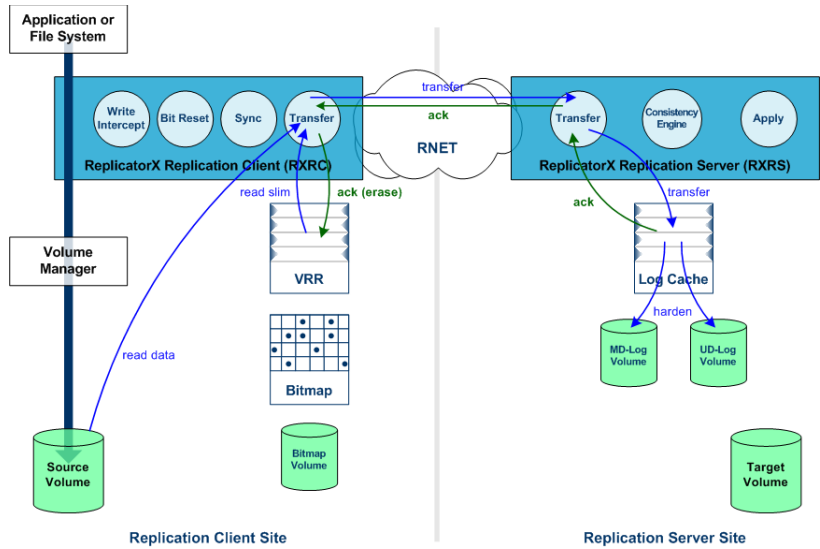 Application or
File System
transfer
Write
Intercept
Bit Reset
Sync
Transfer
ack
Transfer
Consistency
Engine
Apply
RNET
ReplicatorX Replication Client (RXRC)
ReplicatorX Replication Server (RXRS)
read slim
ack (erase)
transfer
ack
Volume
Manager
VRR
Log Cache
harden
MD-Log
Volume
UD-Log
Volume
read data
Bitmap
Source
Volume
Bitmap
Volume
Target
Volume
Replication Client Site
Replication Server Site